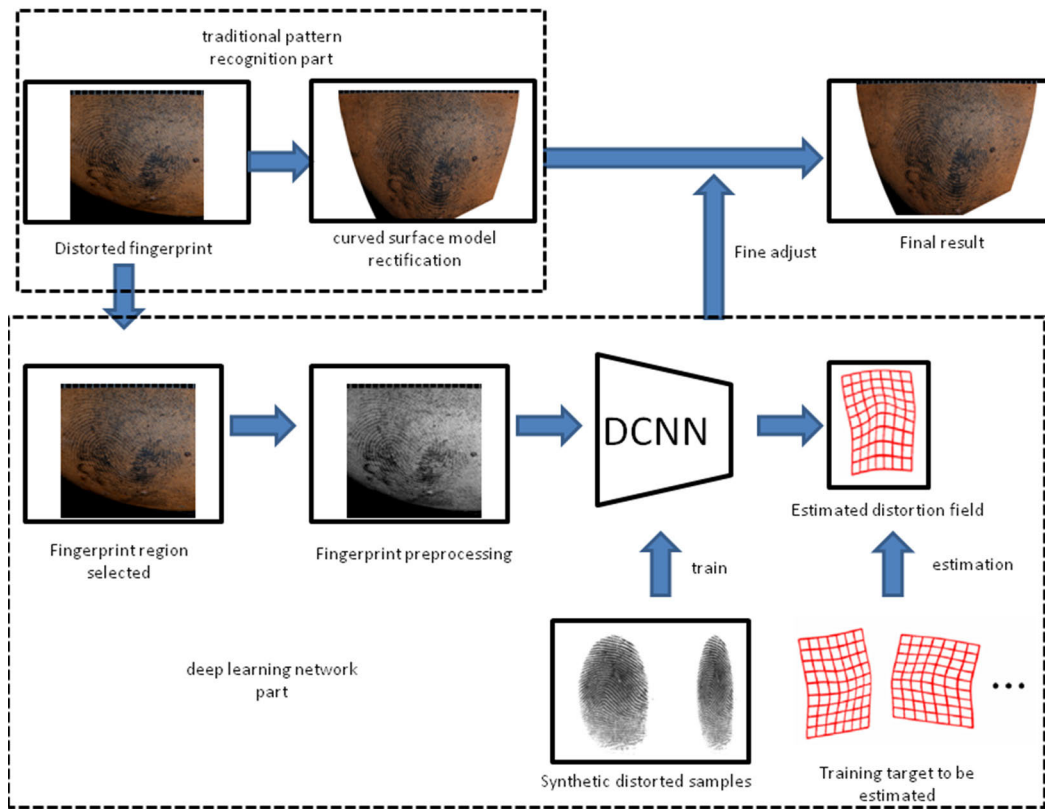 traditional pattern
recognition part
Distorted fingerprint
curved surface model
rectification
Fine adjust
Final result
DCNN
Estimated distortion field
Fingerprint region
selected
Fingerprint preprocessing
train
estimation
deep learning network
part
Synthetic distorted samples
Training target to be
estimated